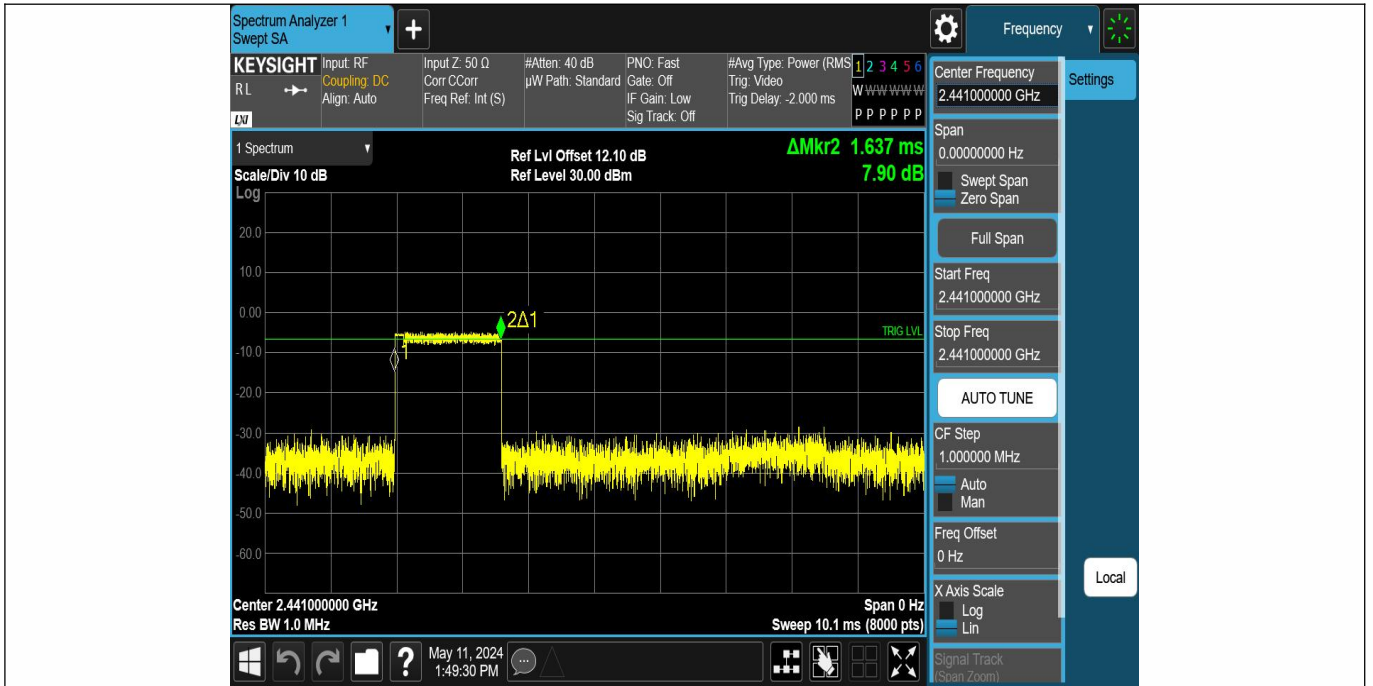 Spectrum Analyzer 1
Swept SA
+
Frequency
KEYSIGHT
R L
LXI
Input: RF
Coupling: DC
Align: Auto
Input Z: 50 Ω
Corr CCorr
Freq Ref: Int (S)
#Atten: 40 dB
µW Path: Standard
PNO: Fast
Gate: Off
IF Gain: Low
Sig Track: Off
#Avg Type: Power (RMS
Trig: Video
Trig Delay: -2.000 ms
1 2 3 4 5 6
W W W W W W
P P P P P P
1 Spectrum
Scale/Div 10 dB
Ref Lvl Offset 12.10 dB
Ref Level 30.00 dBm
ΔMkr2 1.637 ms
7.90 dB
Log
20.0
10.0
0.00
-10.0
-20.0
-30.0
-40.0
-50.0
-60.0
2Δ1
1
TRIG LVL
Center 2.441000000 GHz
Res BW 1.0 MHz
Span 0 Hz
Sweep 10.1 ms (8000 pts)
?
May 11, 2024
1:49:30 PM
Center Frequency
2.441000000 GHz
Span
0.00000000 Hz
Swept Span
Zero Span
Full Span
Start Freq
2.441000000 GHz
Stop Freq
2.441000000 GHz
AUTO TUNE
CF Step
1.000000 MHz
Auto
Man
Freq Offset
0 Hz
X Axis Scale
Log
Lin
Signal Track
(Span Zoom)
Settings
Local